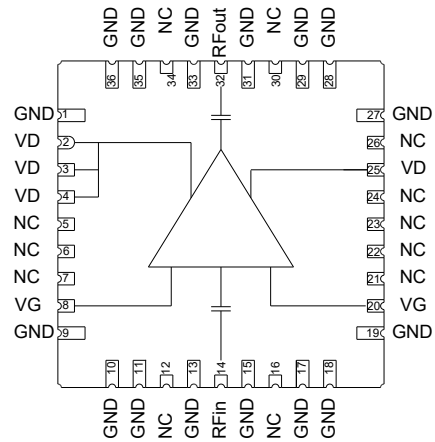 GND GND NC GND RFout GND NC GND GND
36 35 34 33 32 31 30 29 28
GND 1 27 GND
VD 2 26 NC
VD 3 25 VD
VD 4 24 NC
NC 5 23 NC
NC 6 22 NC
NC 7 21 NC
VG 8 20 VG
GND 9 19 GND
10 11 12 13 14 15 16 17 18
GND GND NC GND RFin GND NC GND GND